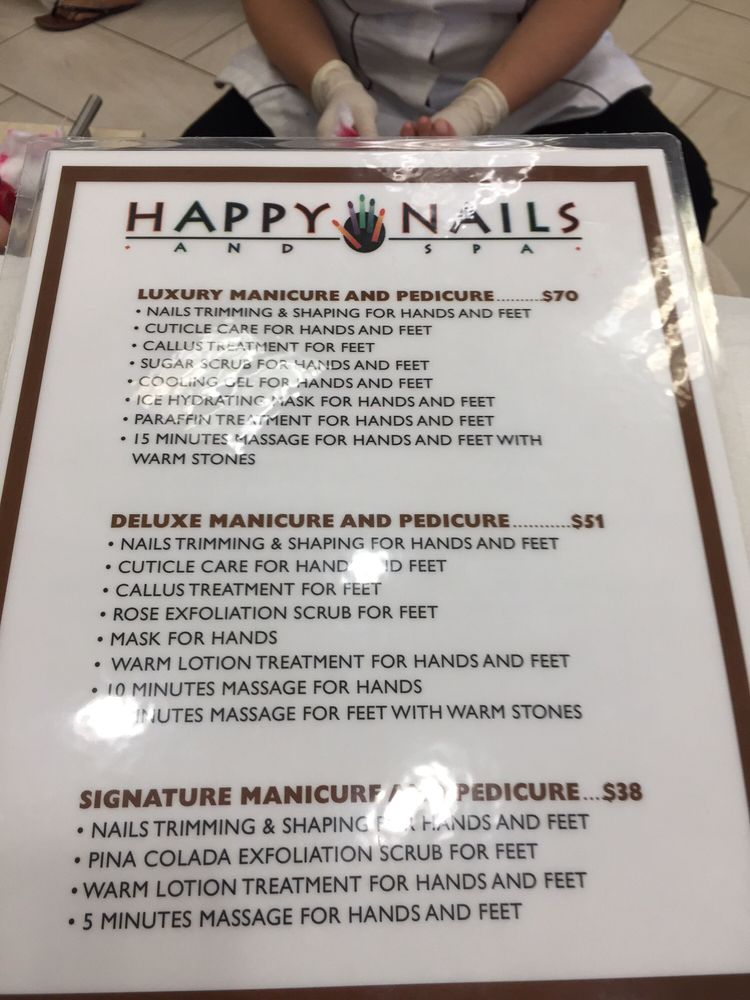 HAPPY NAILS
• AND SPA •
LUXURY MANICURE AND PEDICURE..........$70
• NAILS TRIMMING & SHAPING FOR HANDS AND FEET
• CUTICLE CARE FOR HANDS AND FEET
• CALLUS TREATMENT FOR FEET
• SUGAR SCRUB FOR HANDS AND FEET
• COOLING GEL FOR HANDS AND FEET
• ICE HYDRATING MASK FOR HANDS AND FEET
• PARAFFIN TREATMENT FOR HANDS AND FEET
• 15 MINUTES MASSAGE FOR HANDS AND FEET WITH
WARM STONES
DELUXE MANICURE AND PEDICURE...........$51
• NAILS TRIMMING & SHAPING FOR HANDS AND FEET
• CUTICLE CARE FOR HANDS AND FEET
• CALLUS TREATMENT FOR FEET
• ROSE EXFOLIATION SCRUB FOR FEET
• MASK FOR HANDS
• WARM LOTION TREATMENT FOR HANDS AND FEET
• 10 MINUTES MASSAGE FOR HANDS
MINUTES MASSAGE FOR FEET WITH WARM STONES
SIGNATURE MANICURE AND PEDICURE...$38
• NAILS TRIMMING & SHAPING FOR HANDS AND FEET
• PINA COLADA EXFOLIATION SCRUB FOR FEET
• WARM LOTION TREATMENT FOR HANDS AND FEET
• 5 MINUTES MASSAGE FOR HANDS AND FEET